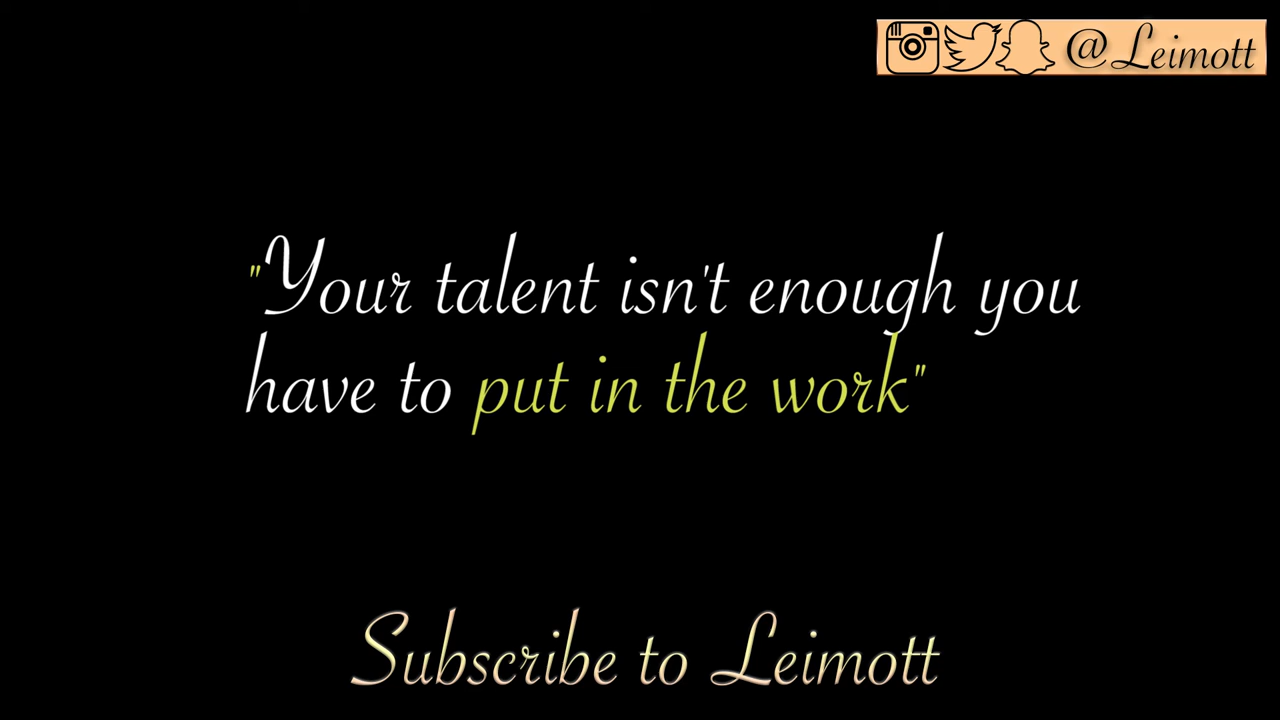 @Leimott
"Your talent isn't enough you
have to put in the work"
Subscribe to Leimott